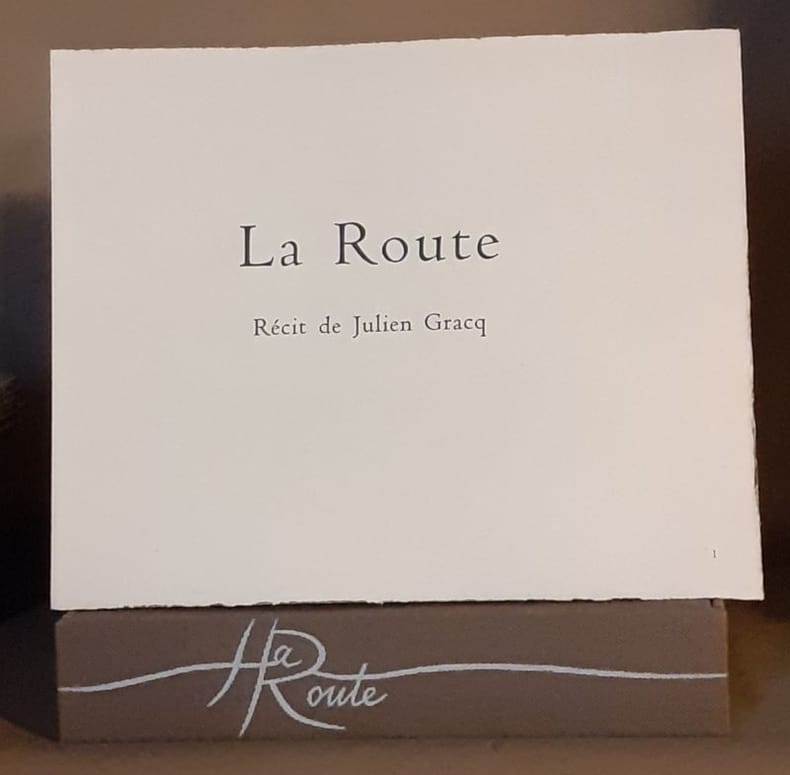 La Route
Récit de Julien Gracq
1
La
Route